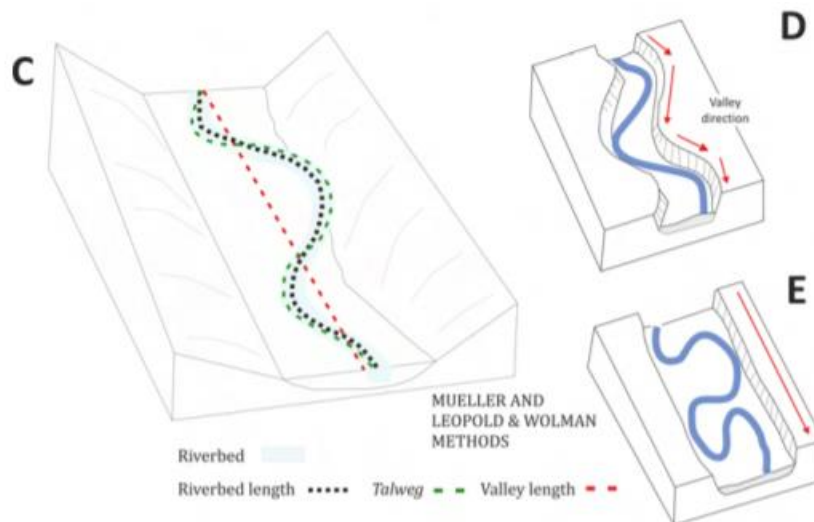 C
D
Valley
direction
E
MUELLER AND
LEOPOLD & WOLMAN
METHODS
Riverbed
Riverbed length
Talweg
Valley length